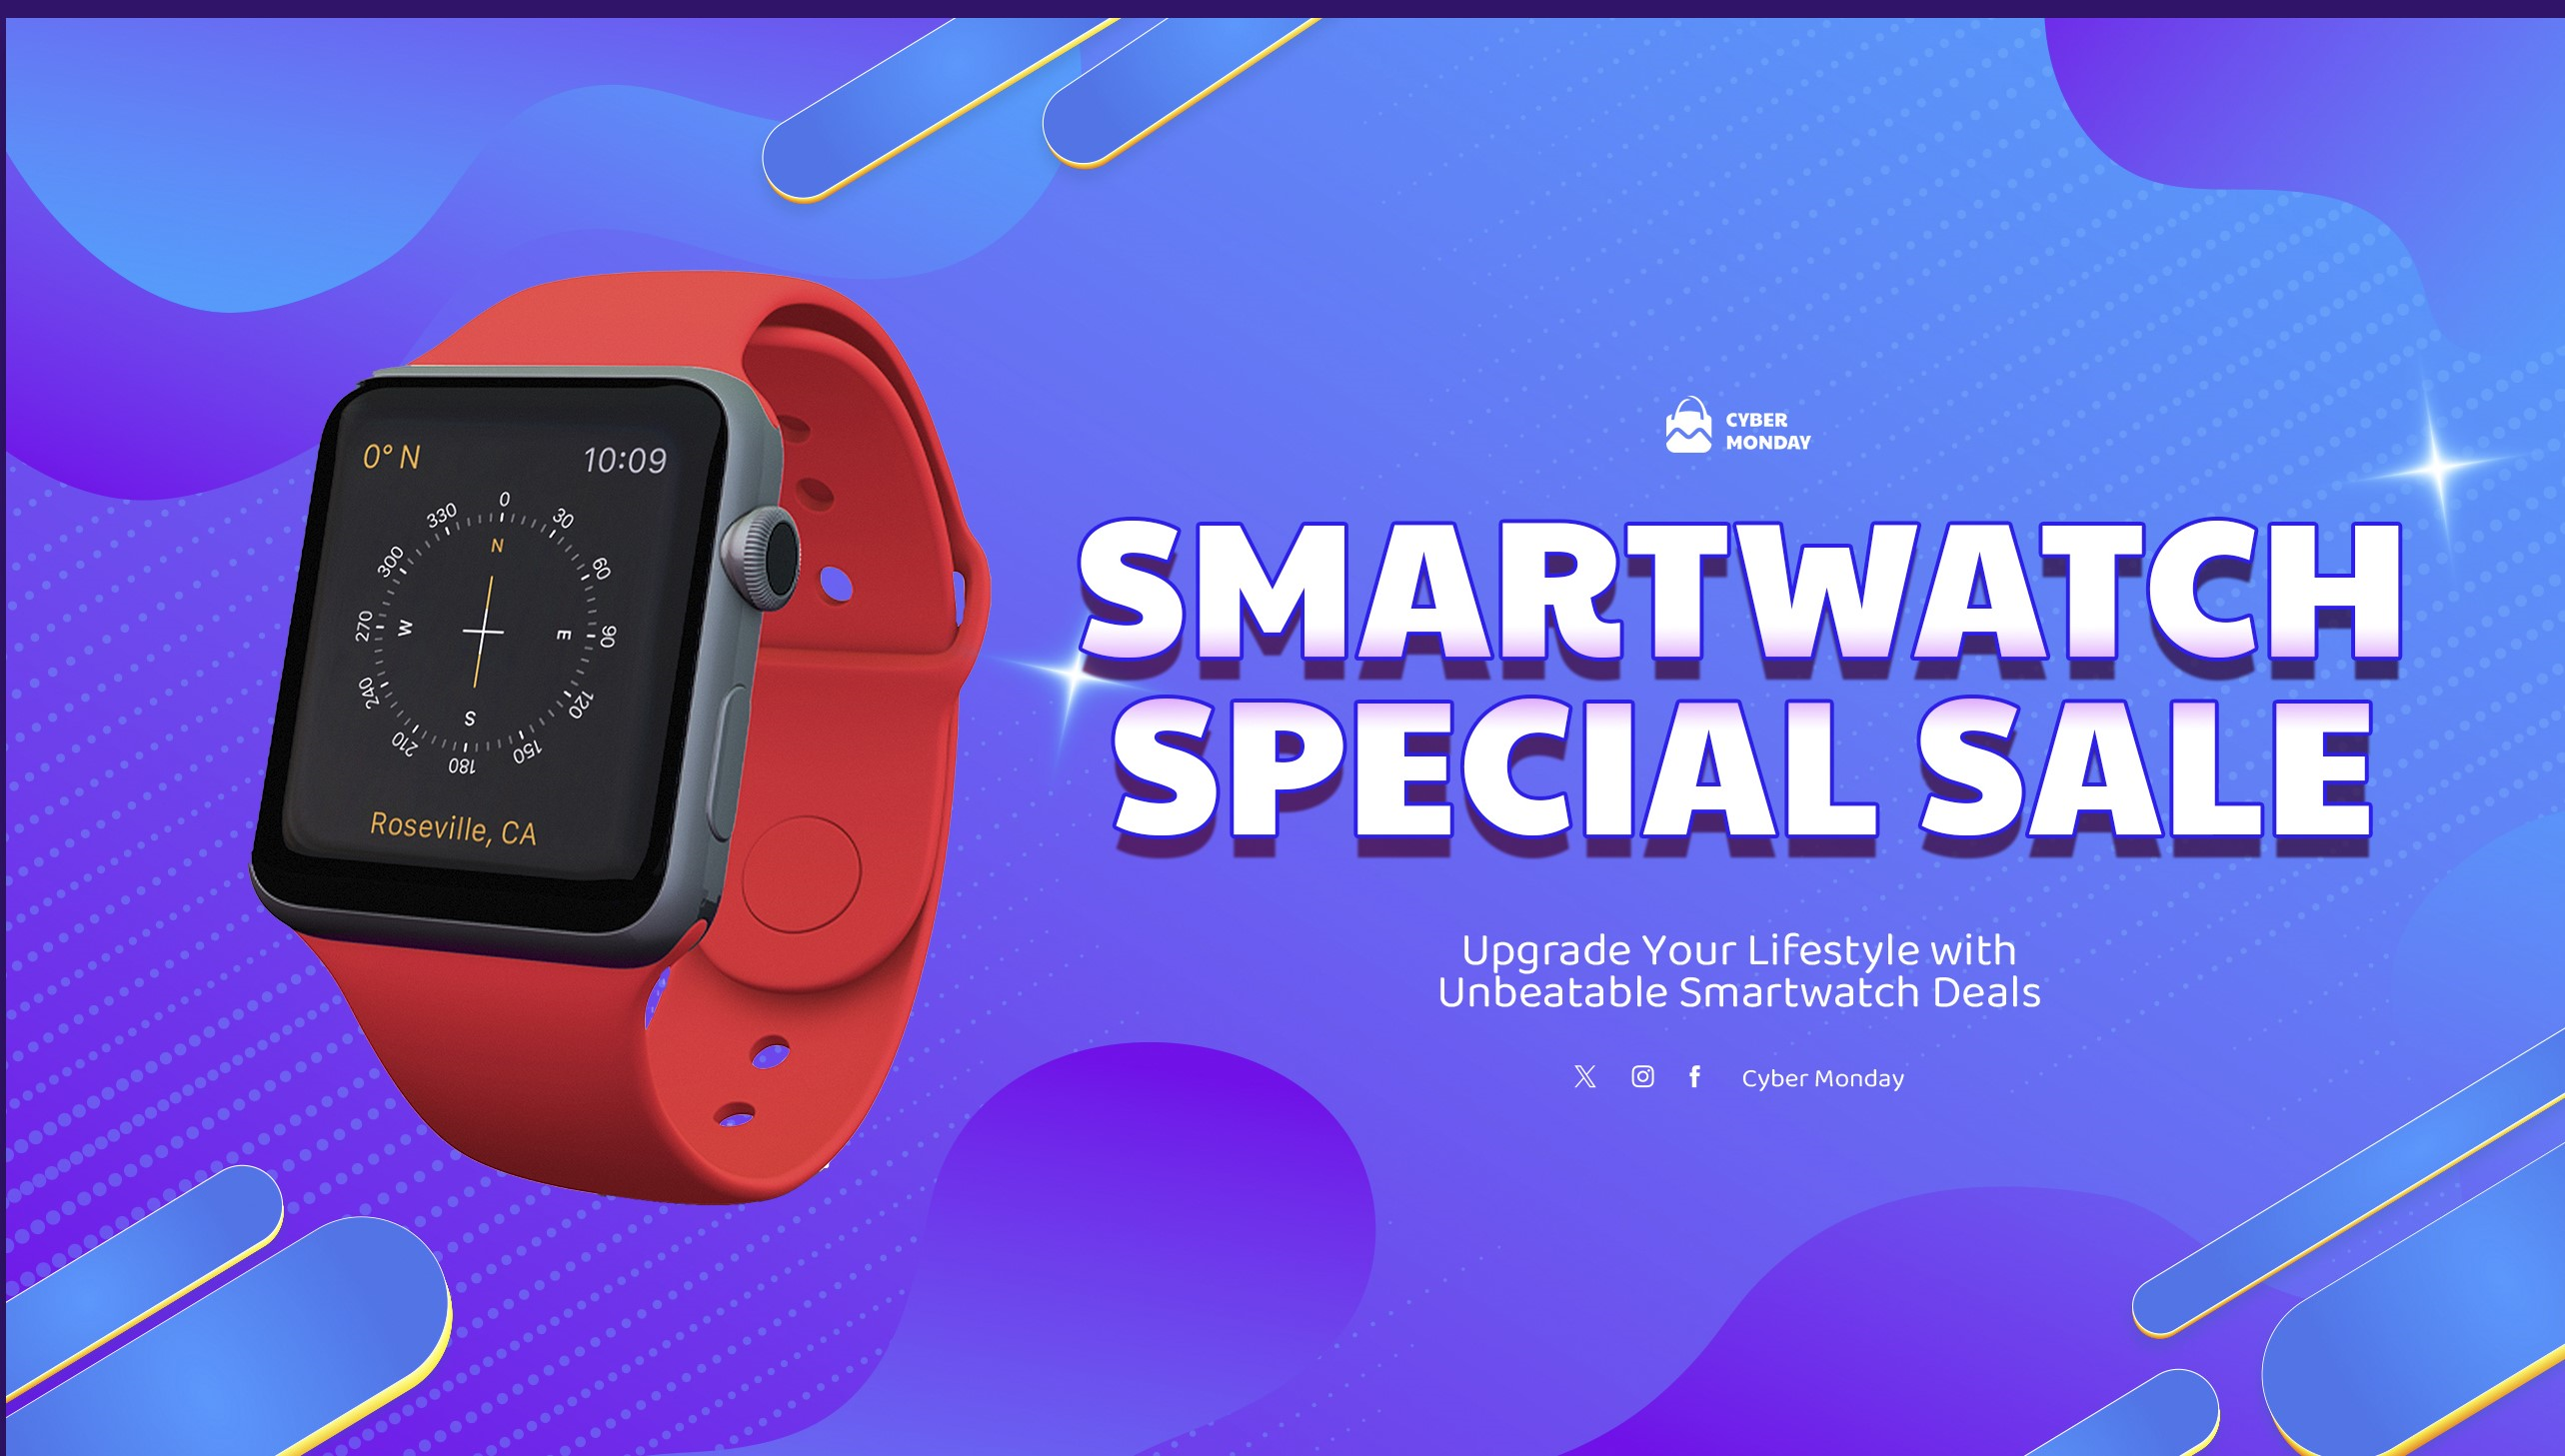 0° N
10:09
0
30
60
90
120
150
180
210
240
270
300
330
N
E
S
W
Roseville, CA
CYBER
MONDAY
SMARTWATCH
SPECIAL SALE
Upgrade Your Lifestyle with
Unbeatable Smartwatch Deals
Cyber Monday